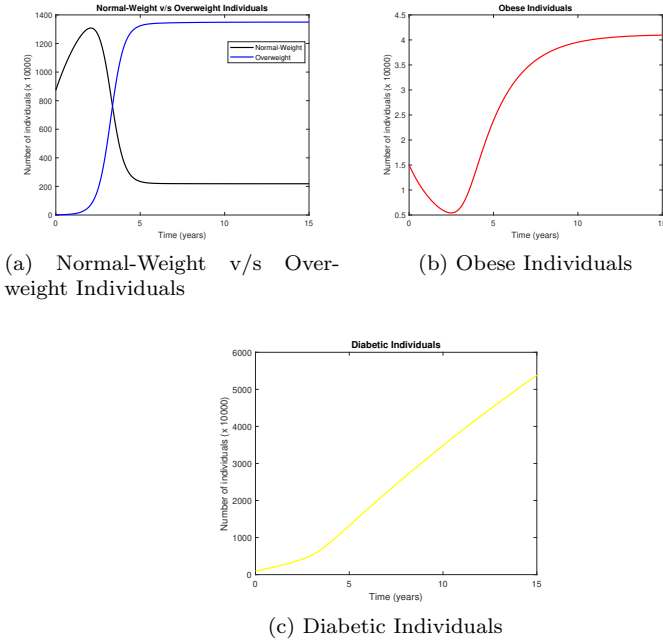 Normal-Weight v/s Overweight Individuals
Number of individuals (x 10000)
1400
1200
1000
800
600
400
200
0
Normal-Weight
Overweight
0 5 10 15
Time (years)
(a) Normal-Weight v/s Over-
weight Individuals
Obese Individuals
Number of individuals (x 10000)
4.5
4
3.5
3
2.5
2
1.5
1
0.5
0 5 10 15
Time (years)
(b) Obese Individuals
Diabetic Individuals
Number of individuals (x 10000)
6000
5000
4000
3000
2000
1000
0
0 5 10 15
Time (years)
(c) Diabetic Individuals